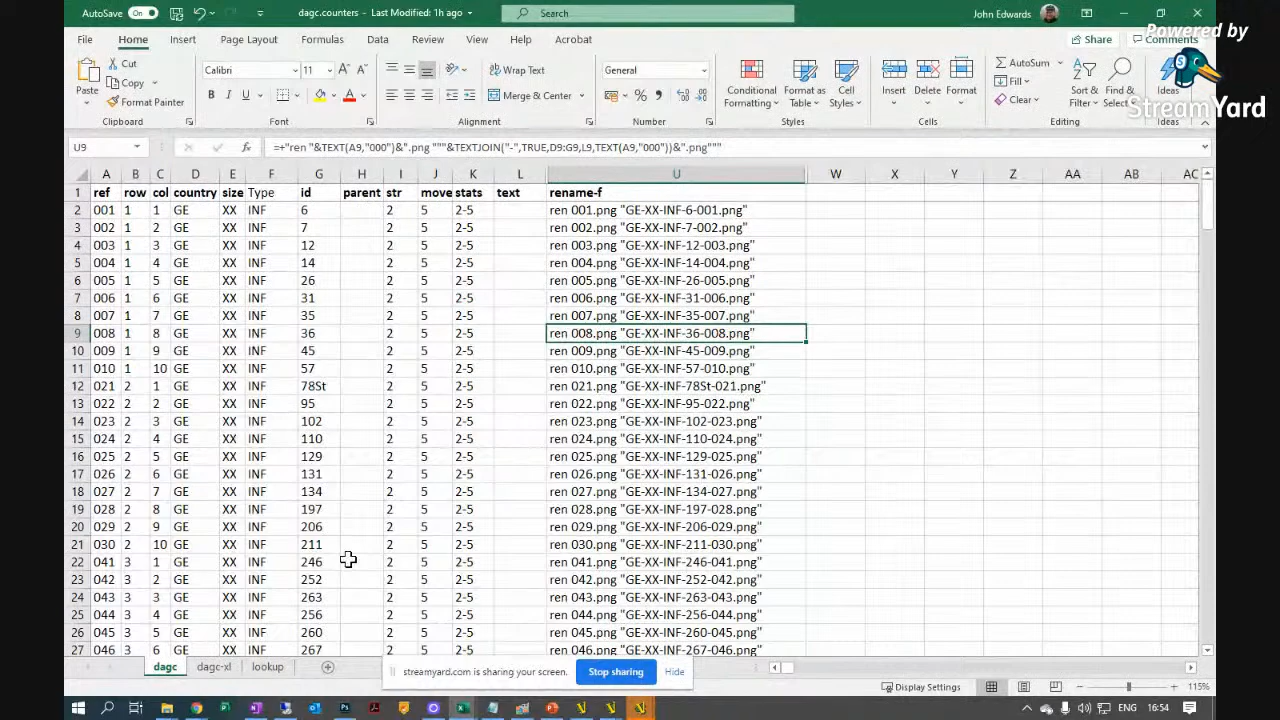 AutoSave On dagc.counters - Last Modified: 1h ago Search John Edwards
Powered by
StreamYard
File Home Insert Page Layout Formulas Data Review View Help Acrobat Share Comments
Paste Cut Copy Format Painter Clipboard
Calibri 11 A A B I U A Font
Wrap Text Merge & Center Alignment
General % 9 Number
Conditional Formatting Format as Table Cell Styles Styles
Insert Delete Format Cells
AutoSum Fill Clear Sort & Filter Find & Select Editing
Ideas
U9 fx =+"ren "&TEXT(A9,"000")&".png """&TEXTJOIN("-",TRUE,D9:G9,L9,TEXT(A9,"000"))&".png"""
A B C D E F G H I J K L U W X Y Z AA AB AC
1 ref row col country size Type id parent str move stats text rename-f
2 001 1 1 GE XX INF 6 2 5 2-5 ren 001.png "GE-XX-INF-6-001.png"
3 002 1 2 GE XX INF 7 2 5 2-5 ren 002.png "GE-XX-INF-7-002.png"
4 003 1 3 GE XX INF 12 2 5 2-5 ren 003.png "GE-XX-INF-12-003.png"
5 004 1 4 GE XX INF 14 2 5 2-5 ren 004.png "GE-XX-INF-14-004.png"
6 005 1 5 GE XX INF 26 2 5 2-5 ren 005.png "GE-XX-INF-26-005.png"
7 006 1 6 GE XX INF 31 2 5 2-5 ren 006.png "GE-XX-INF-31-006.png"
8 007 1 7 GE XX INF 35 2 5 2-5 ren 007.png "GE-XX-INF-35-007.png"
9 008 1 8 GE XX INF 36 2 5 2-5 ren 008.png "GE-XX-INF-36-008.png"
10 009 1 9 GE XX INF 45 2 5 2-5 ren 009.png "GE-XX-INF-45-009.png"
11 010 1 10 GE XX INF 57 2 5 2-5 ren 010.png "GE-XX-INF-57-010.png"
12 021 2 1 GE XX INF 78St 2 5 2-5 ren 021.png "GE-XX-INF-78St-021.png"
13 022 2 2 GE XX INF 95 2 5 2-5 ren 022.png "GE-XX-INF-95-022.png"
14 023 2 3 GE XX INF 102 2 5 2-5 ren 023.png "GE-XX-INF-102-023.png"
15 024 2 4 GE XX INF 110 2 5 2-5 ren 024.png "GE-XX-INF-110-024.png"
16 025 2 5 GE XX INF 129 2 5 2-5 ren 025.png "GE-XX-INF-129-025.png"
17 026 2 6 GE XX INF 131 2 5 2-5 ren 026.png "GE-XX-INF-131-026.png"
18 027 2 7 GE XX INF 134 2 5 2-5 ren 027.png "GE-XX-INF-134-027.png"
19 028 2 8 GE XX INF 197 2 5 2-5 ren 028.png "GE-XX-INF-197-028.png"
20 029 2 9 GE XX INF 206 2 5 2-5 ren 029.png "GE-XX-INF-206-029.png"
21 030 2 10 GE XX INF 211 2 5 2-5 ren 030.png "GE-XX-INF-211-030.png"
22 041 3 1 GE XX INF 246 2 5 2-5 ren 041.png "GE-XX-INF-246-041.png"
23 042 3 2 GE XX INF 252 2 5 2-5 ren 042.png "GE-XX-INF-252-042.png"
24 043 3 3 GE XX INF 263 2 5 2-5 ren 043.png "GE-XX-INF-263-043.png"
25 044 3 4 GE XX INF 256 2 5 2-5 ren 044.png "GE-XX-INF-256-044.png"
26 045 3 5 GE XX INF 260 2 5 2-5 ren 045.png "GE-XX-INF-260-045.png"
27 046 3 6 GE XX INF 267 2 5 2-5 ren 046.png "GE-XX-INF-267-046.png"
dagc dagc-xl lookup
streamyard.com is sharing your screen. Stop sharing Hide
Display Settings 115%
ENG 16:54